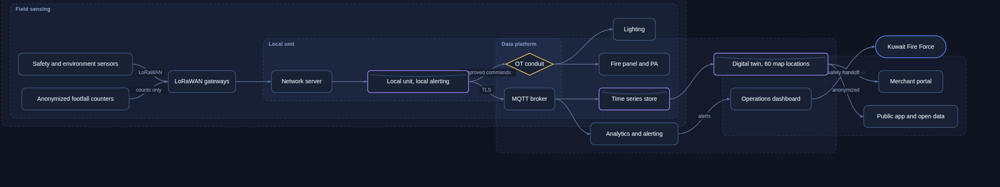 Field sensing
Lighting
Local unit
Data platform
Kuwait Fire Force
Safety and environment sensors
OT conduit
Fire panel and PA
Digital twin, 60 map locations
LoRaWAN
commands
safety handoff
LoRaWAN gateways
Network server
Local unit, local alerting
Merchant portal
counts only
TLS
anonymized
Anonymized footfall counters
MQTT broker
Time series store
Operations dashboard
alerts
Public app and open data
Analytics and alerting